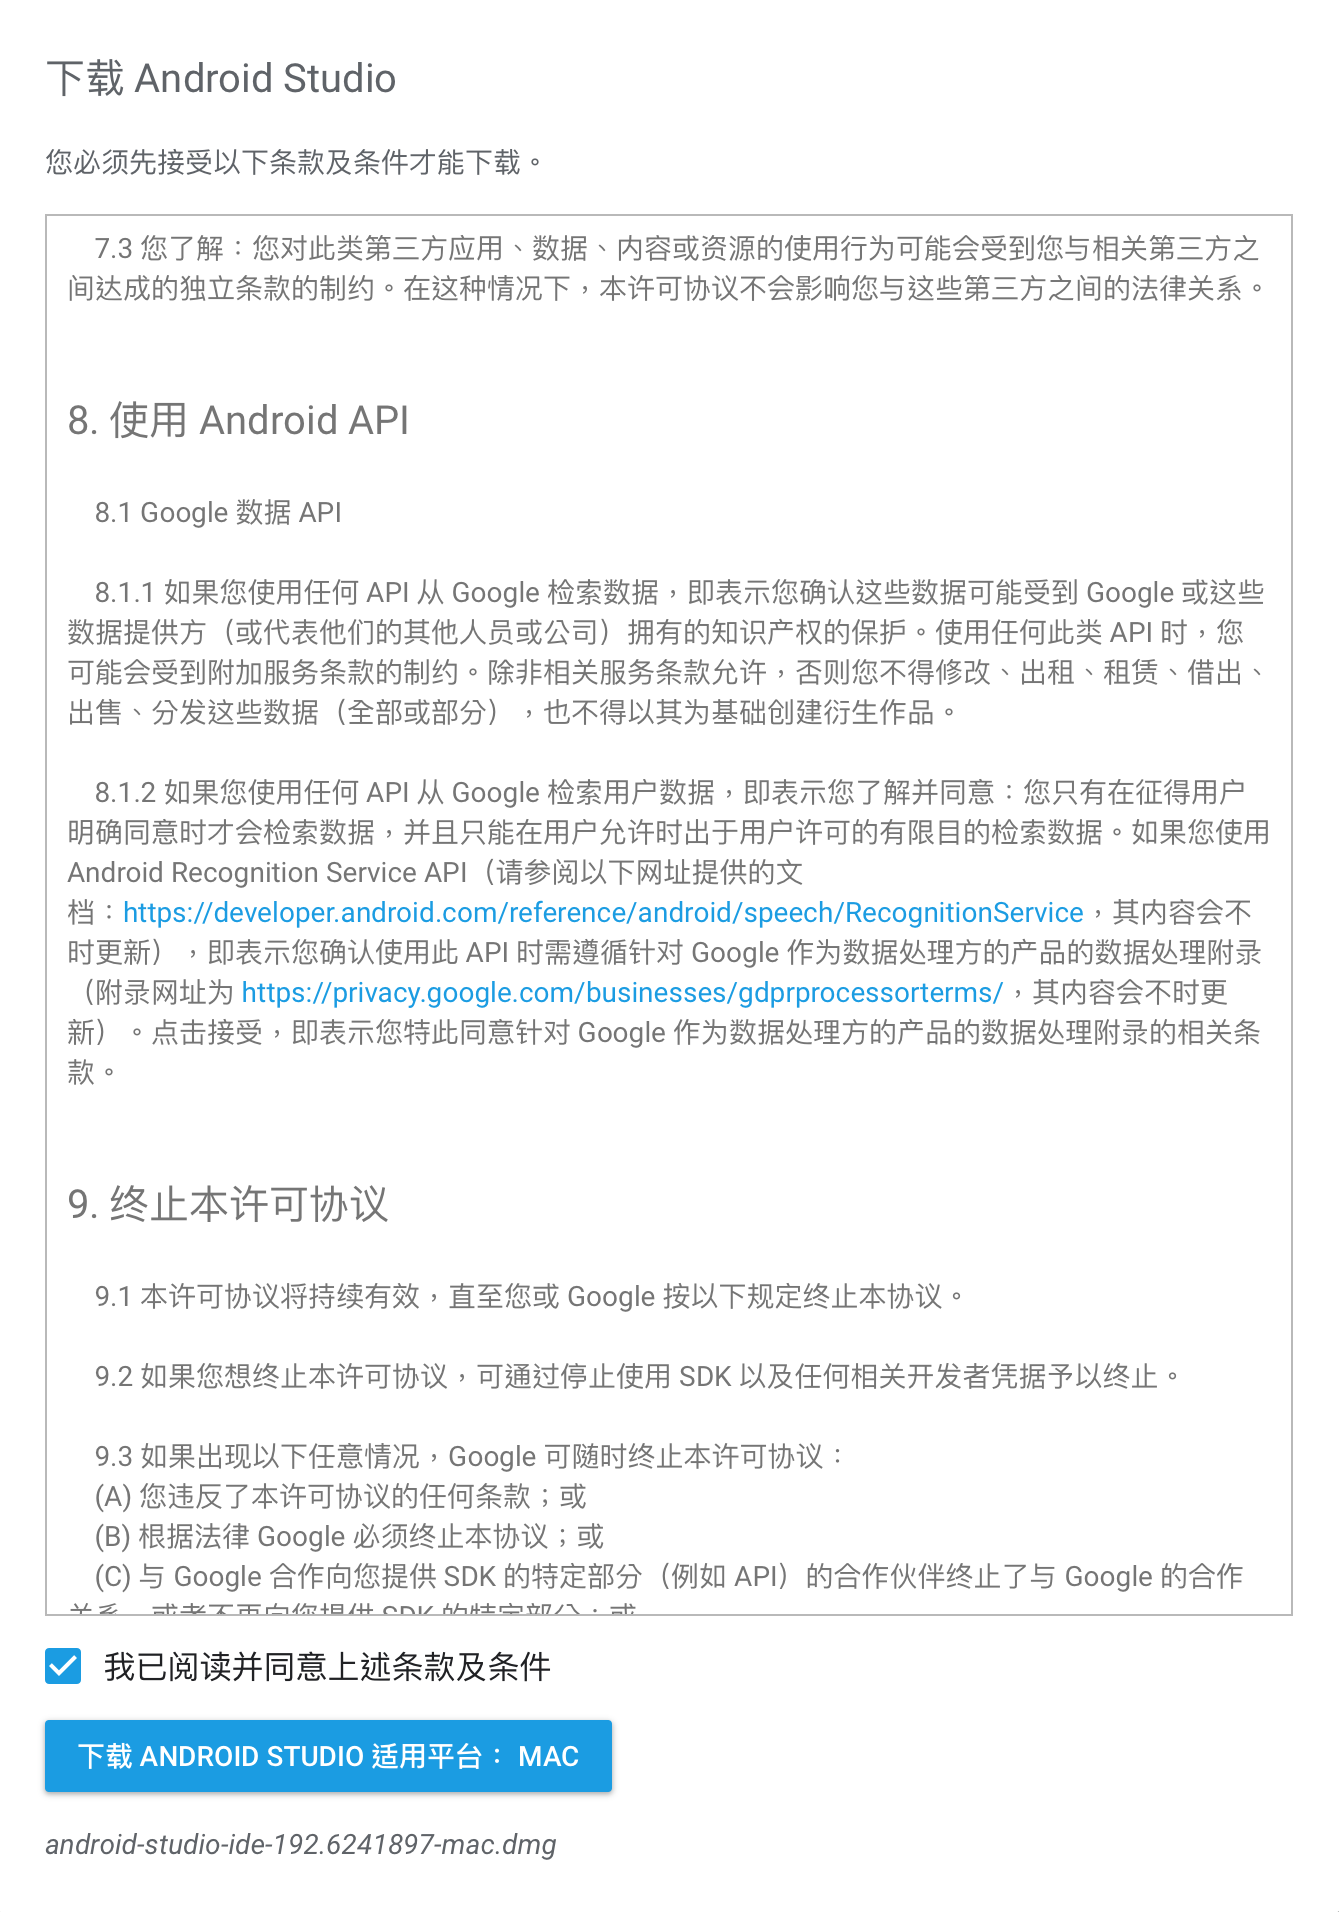 下载 Android Studio
您必须先接受以下条款及条件才能下载。
7.3 您了解：您对此类第三方应用、数据、内容或资源的使用行为可能会受到您与相关第三方之
间达成的独立条款的制约。在这种情况下，本许可协议不会影响您与这些第三方之间的法律关系。
8. 使用 Android API
8.1 Google 数据 API
8.1.1 如果您使用任何 API 从 Google 检索数据，即表示您确认这些数据可能受到 Google 或这些
数据提供方（或代表他们的其他人员或公司）拥有的知识产权的保护。使用任何此类 API 时，您
可能会受到附加服务条款的制约。除非相关服务条款允许，否则您不得修改、出租、租赁、借出、
出售、分发这些数据（全部或部分），也不得以其为基础创建衍生作品。
8.1.2 如果您使用任何 API 从 Google 检索用户数据，即表示您了解并同意：您只有在征得用户
明确同意时才会检索数据，并且只能在用户允许时出于用户许可的有限目的检索数据。如果您使用
Android Recognition Service API（请参阅以下网址提供的文
档：https://developer.android.com/reference/android/speech/RecognitionService，其内容会不
时更新），即表示您确认使用此 API 时需遵循针对 Google 作为数据处理方的产品的数据处理附录
（附录网址为 https://privacy.google.com/businesses/gdprprocessorterms/，其内容会不时更
新）。点击接受，即表示您特此同意针对 Google 作为数据处理方的产品的数据处理附录的相关条
款。
9. 终止本许可协议
9.1 本许可协议将持续有效，直至您或 Google 按以下规定终止本协议。
9.2 如果您想终止本许可协议，可通过停止使用 SDK 以及任何相关开发者凭据予以终止。
9.3 如果出现以下任意情况，Google 可随时终止本许可协议：
(A) 您违反了本许可协议的任何条款；或
(B) 根据法律 Google 必须终止本协议；或
(C) 与 Google 合作向您提供 SDK 的特定部分（例如 API）的合作伙伴终止了与 Google 的合作
关系，或者不再向您提供 SDK 的特定部分；或
我已阅读并同意上述条款及条件
下载 ANDROID STUDIO 适用平台： MAC
android-studio-ide-192.6241897-mac.dmg